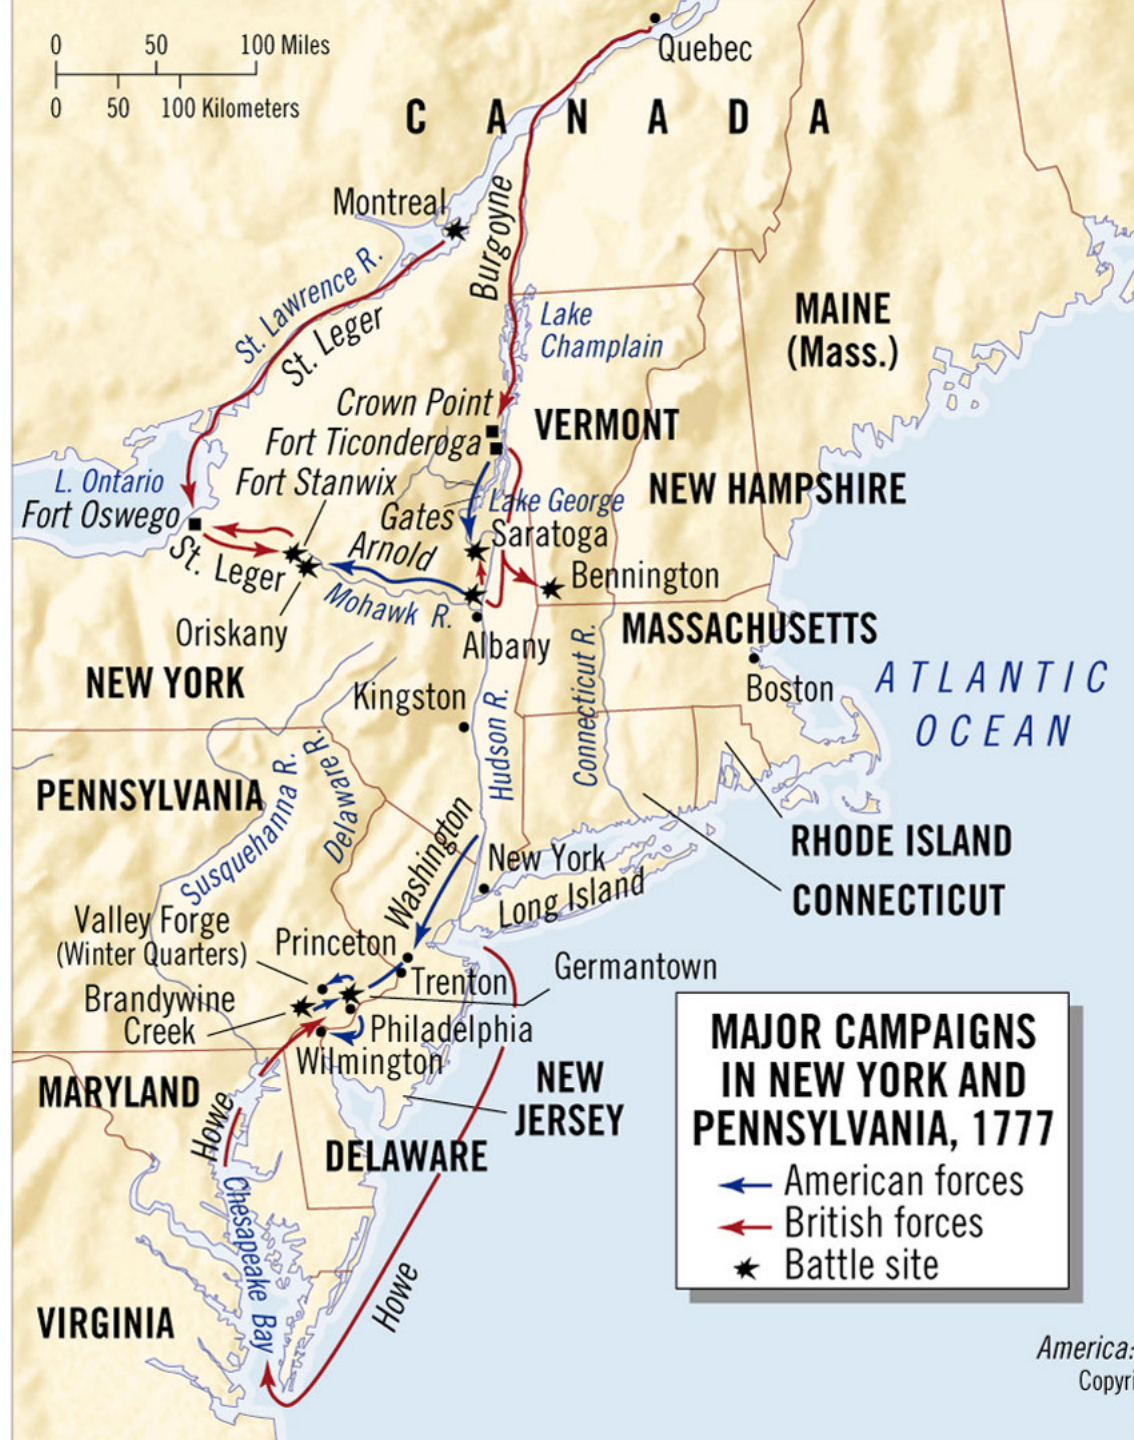 0 50 100 Miles
0 50 100 Kilometers
Quebec
CANADA
Montreal
Burgoyne
St. Lawrence R.
St. Leger
Lake
Champlain
MAINE
(Mass.)
Crown Point
Fort Ticonderoga
VERMONT
Fort Stanwix
L. Ontario
Fort Oswego
NEW HAMPSHIRE
Lake George
Gates
Saratoga
Arnold
St. Leger
Bennington
Mohawk R.
Oriskany
Albany
MASSACHUSETTS
Connecticut R.
Boston
ATLANTIC
OCEAN
NEW YORK
Kingston
Hudson R.
PENNSYLVANIA
Susquehanna R.
Delaware R.
Washington
New York
Long Island
RHODE ISLAND
CONNECTICUT
Valley Forge
(Winter Quarters)
Princeton
Trenton
Germantown
Brandywine
Creek
Philadelphia
Wilmington
MARYLAND
NEW
JERSEY
Howe
DELAWARE
Chesapeake Bay
Howe
VIRGINIA
MAJOR CAMPAIGNS
IN NEW YORK AND
PENNSYLVANIA, 1777
American forces
British forces
Battle site
America:
Copyri